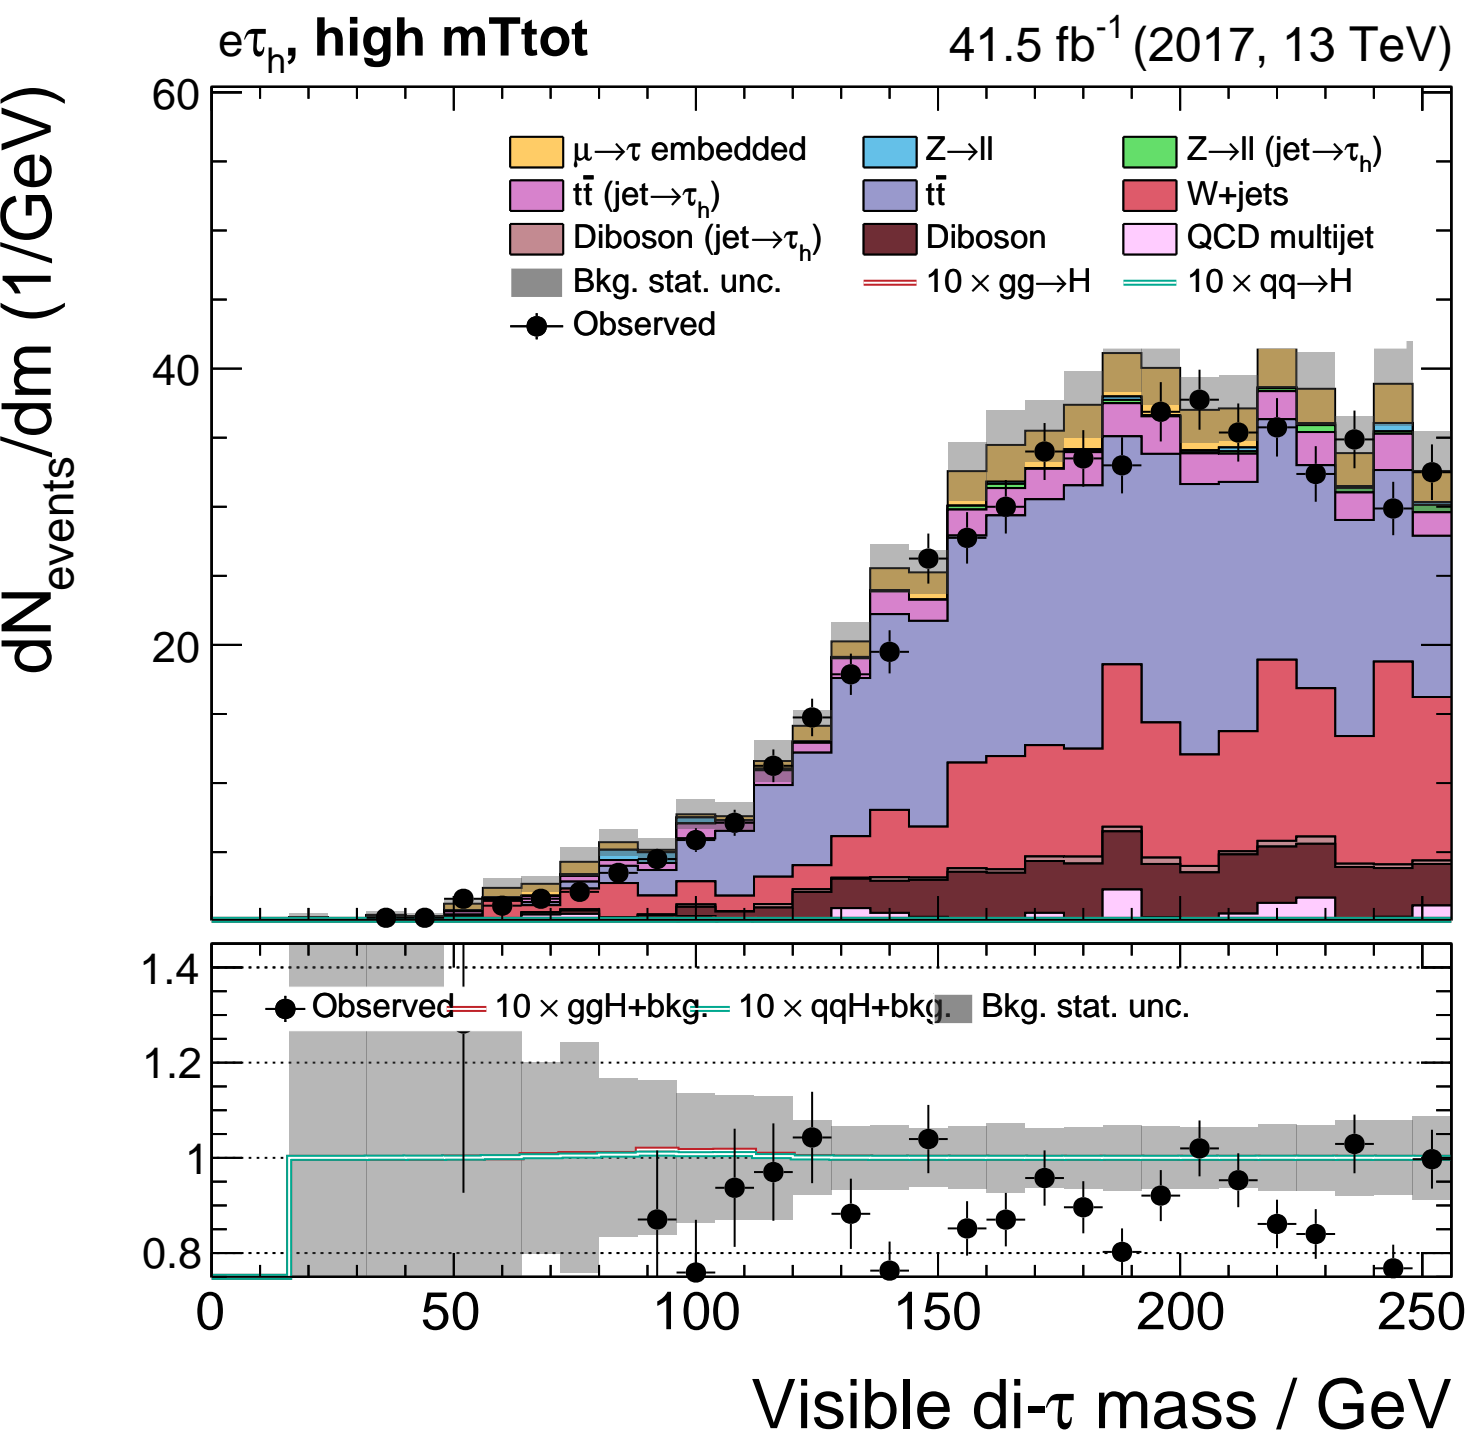 eτh, high mTtot
41.5 fb-1 (2017, 13 TeV)
dNevents/dm (1/GeV)
60
40
20
μ→τ embedded
Z→ll
Z→ll (jet→τh)
tt̄ (jet→τh)
tt̄
W+jets
Diboson (jet→τh)
Diboson
QCD multijet
Bkg. stat. unc.
10 × gg→H
10 × qq→H
Observed
1.4
1.2
1
0.8
Observed
10 × ggH+bkg.
10 × qqH+bkg.
Bkg. stat. unc.
0 50 100 150 200 250
Visible di-τ mass / GeV